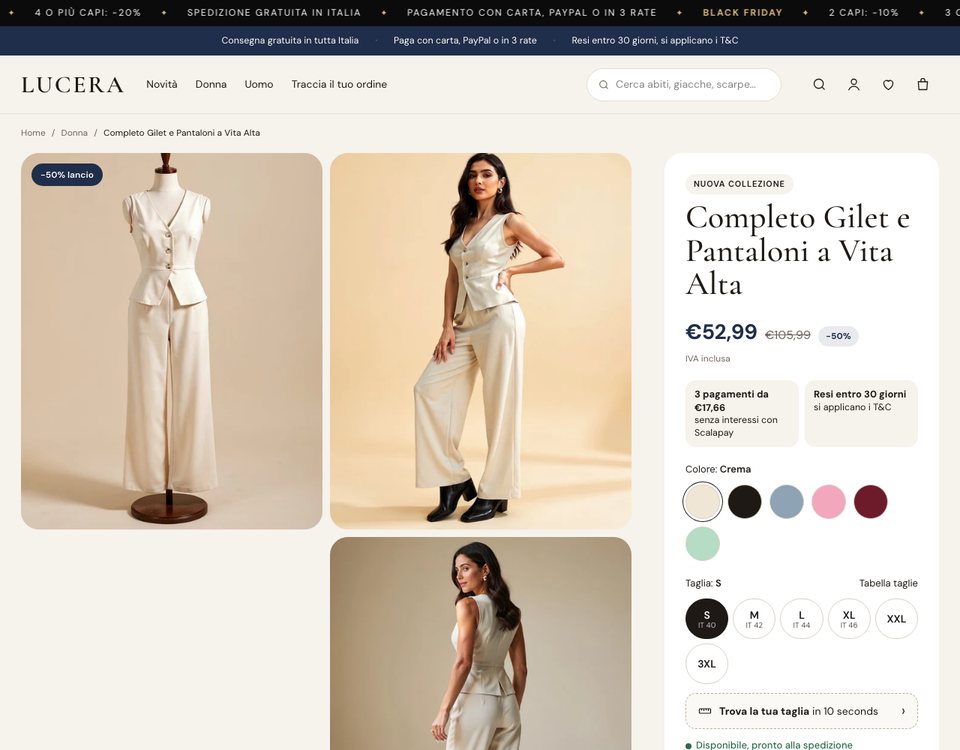 4 O PIÙ CAPI: -20% ✦ SPEDIZIONE GRATUITA IN ITALIA ✦ PAGAMENTO CON CARTA, PAYPAL O IN 3 RATE ✦ BLACK FRIDAY ✦ 2 CAPI: -10% ✦ 3 C
Consegna gratuita in tutta Italia · Paga con carta, PayPal o in 3 rate · Resi entro 30 giorni, si applicano i T&C
LUCERA Novità Donna Uomo Traccia il tuo ordine Cerca abiti, giacche, scarpe...
Home / Donna / Completo Gilet e Pantaloni a Vita Alta
-50% lancio
NUOVA COLLEZIONE
Completo Gilet e
Pantaloni a Vita
Alta
€52,99 €105,99 -50%
IVA inclusa
3 pagamenti da
€17,66
senza interessi con
Scalapay
Resi entro 30 giorni
si applicano i T&C
Colore: Crema
Taglia: S Tabella taglie
S M L XL XXL
IT 40 IT 42 IT 44 IT 46
3XL
Trova la tua taglia in 10 seconds ›
Disponibile, pronto alla spedizione